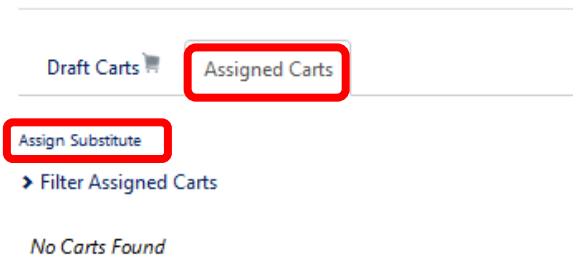 Draft Carts Assigned Carts
Assign Substitute
Filter Assigned Carts
No Carts Found